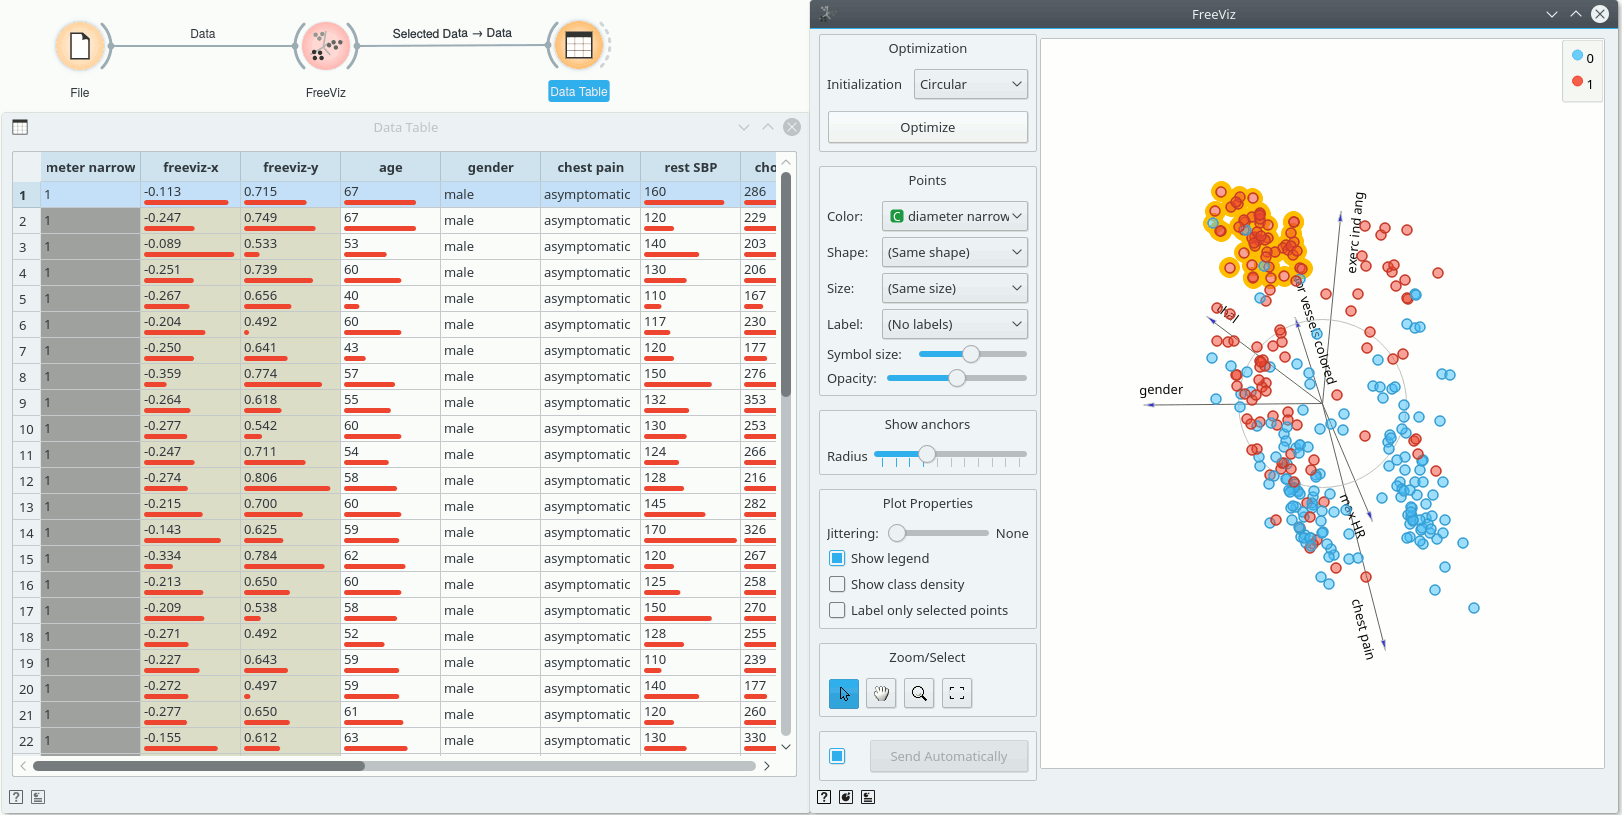 Data
Selected Data → Data
File
FreeViz
Data Table
Data Table
meter narrow freeviz-x freeviz-y age gender chest pain rest SBP cho
1 1 -0.113 0.715 67 male asymptomatic 160 286
2 1 -0.247 0.749 67 male asymptomatic 120 229
3 1 -0.089 0.533 53 male asymptomatic 140 203
4 1 -0.251 0.739 60 male asymptomatic 130 206
5 1 -0.267 0.656 40 male asymptomatic 110 167
6 1 -0.204 0.492 60 male asymptomatic 117 230
7 1 -0.250 0.641 43 male asymptomatic 120 177
8 1 -0.359 0.774 57 male asymptomatic 150 276
9 1 -0.264 0.618 55 male asymptomatic 132 353
10 1 -0.277 0.542 60 male asymptomatic 130 253
11 1 -0.247 0.711 54 male asymptomatic 124 266
12 1 -0.274 0.806 58 male asymptomatic 128 216
13 1 -0.215 0.700 60 male asymptomatic 145 282
14 1 -0.143 0.625 59 male asymptomatic 170 326
15 1 -0.334 0.784 62 male asymptomatic 120 267
16 1 -0.213 0.650 60 male asymptomatic 125 258
17 1 -0.209 0.538 58 male asymptomatic 150 270
18 1 -0.271 0.492 52 male asymptomatic 128 255
19 1 -0.227 0.643 59 male asymptomatic 110 239
20 1 -0.272 0.497 59 male asymptomatic 140 177
21 1 -0.277 0.650 61 male asymptomatic 120 260
22 1 -0.155 0.612 63 male asymptomatic 130 330
FreeViz
Optimization
Initialization Circular
Optimize
Points
Color: C diameter narrow
Shape: (Same shape)
Size: (Same size)
Label: (No labels)
Symbol size:
Opacity:
Show anchors
Radius
Plot Properties
Jittering: None
Show legend
Show class density
Label only selected points
Zoom/Select
Send Automatically
0
1
exerc ind ang
or vessels colored
thal
gender
max HR
chest pain